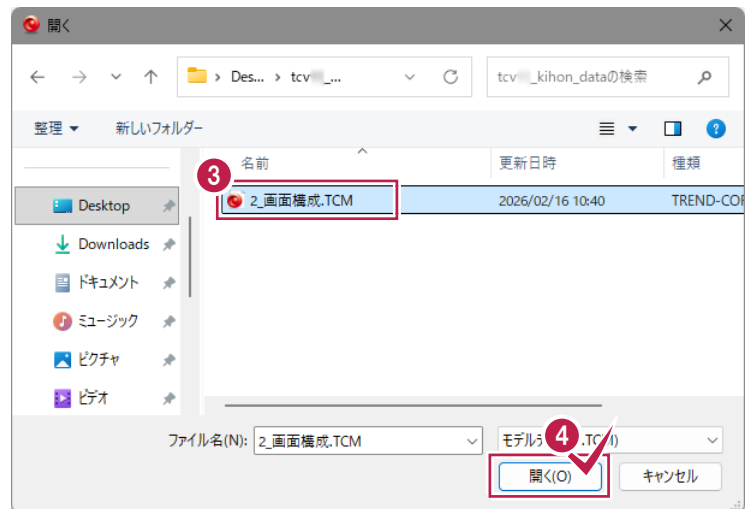 開く
Des... › tcv _...
tcv _kihon_dataの検索
整理 新しいフォルダー
名前 更新日時 種類
3
2_画面構成.TCM 2026/02/16 10:40 TREND-COR
Desktop
Downloads
ドキュメント
ミュージック
ピクチャ
ビデオ
ファイル名(N): 2_画面構成.TCM
4
開く(O) キャンセル